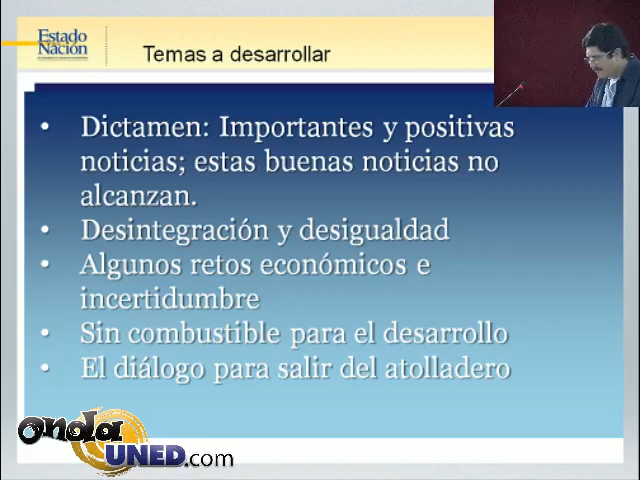 Estado
Nación
Temas a desarrollar
• Dictamen: Importantes y positivas
noticias; estas buenas noticias no
alcanzan.
• Desintegración y desigualdad
• Algunos retos económicos e
incertidumbre
• Sin combustible para el desarrollo
• El diálogo para salir del atolladero
onda
UNED.com